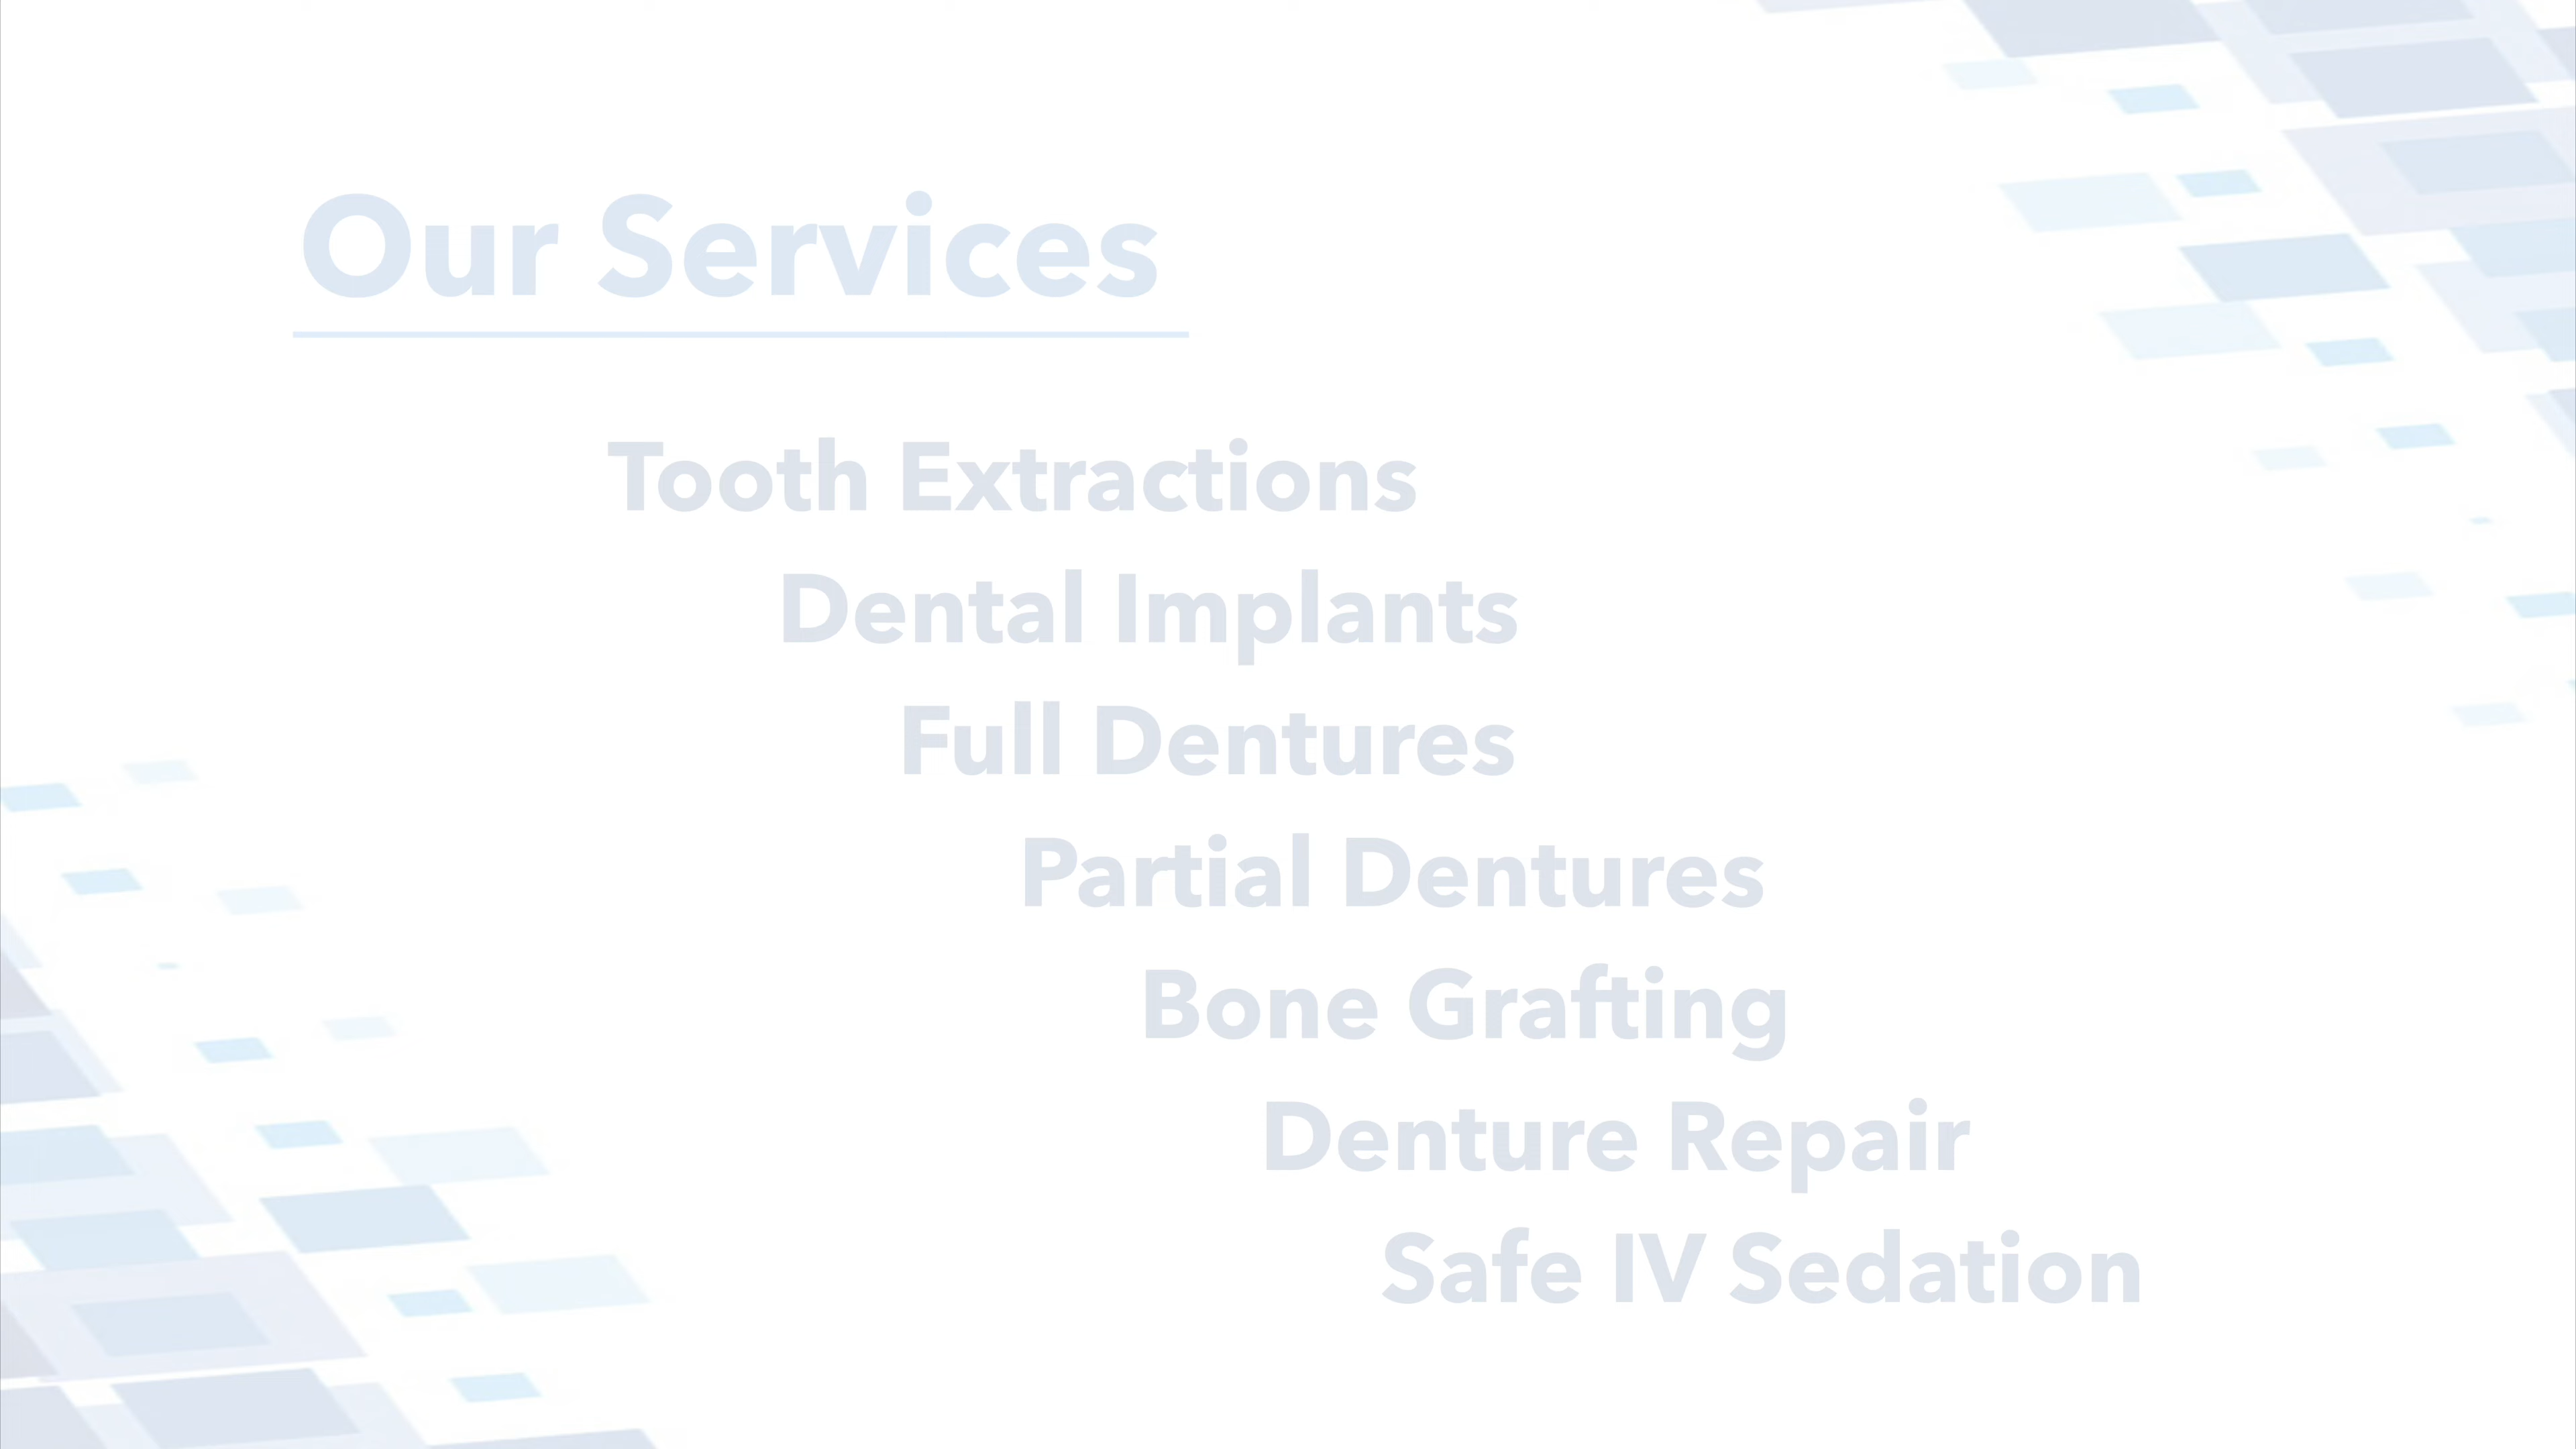 Our Services
Tooth Extractions
Dental Implants
Full Dentures
Partial Dentures
Bone Grafting
Denture Repair
Safe IV Sedation